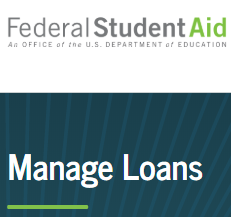 Federal Student Aid
An OFFICE of the U.S. DEPARTMENT of EDUCATION
Manage Loans